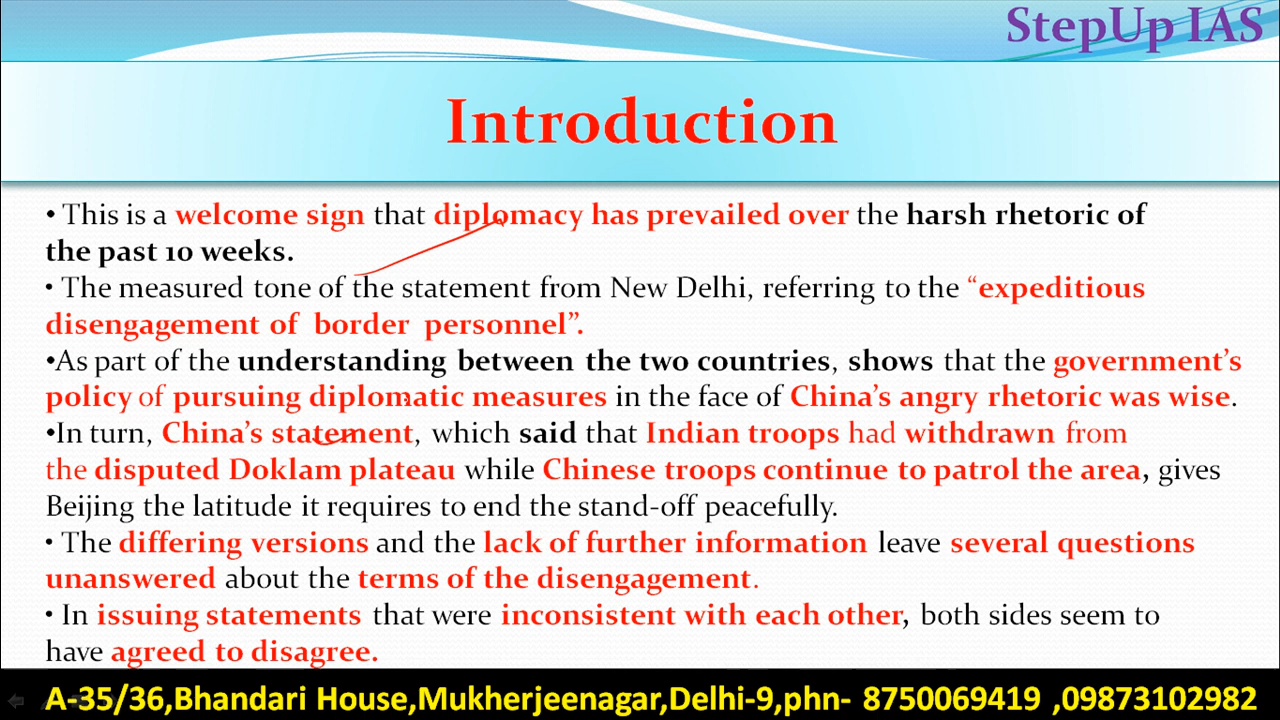 StepUp IAS
Introduction
• This is a welcome sign that diplomacy has prevailed over the harsh rhetoric of
the past 10 weeks.
• The measured tone of the statement from New Delhi, referring to the “expeditious
disengagement of border personnel”.
•As part of the understanding between the two countries, shows that the government’s
policy of pursuing diplomatic measures in the face of China’s angry rhetoric was wise.
•In turn, China’s statement, which said that Indian troops had withdrawn from
the disputed Doklam plateau while Chinese troops continue to patrol the area, gives
Beijing the latitude it requires to end the stand-off peacefully.
• The differing versions and the lack of further information leave several questions
unanswered about the terms of the disengagement.
• In issuing statements that were inconsistent with each other, both sides seem to
have agreed to disagree.
A-35/36,Bhandari House,Mukherjeenagar,Delhi-9,phn- 8750069419 ,09873102982